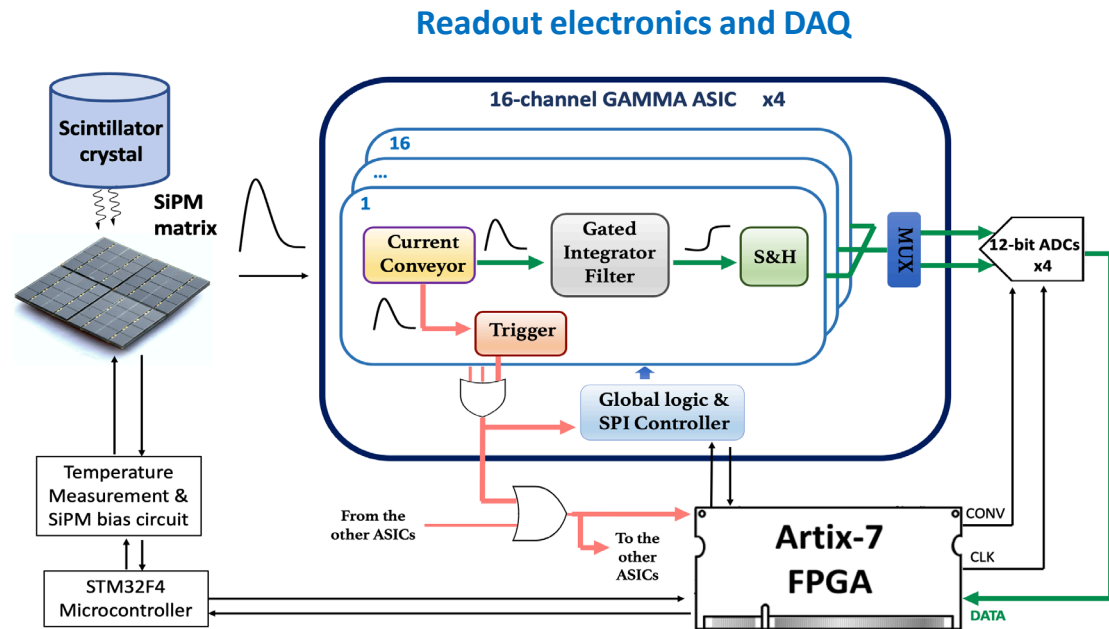 Readout electronics and DAQ
Scintillator
crystal
SiPM
matrix
16-channel GAMMA ASIC x4
16
...
1
Current
Conveyor
Gated
Integrator
Filter
S&H
MUX
12-bit ADCs
x4
Trigger
Global logic &
SPI Controller
Temperature
Measurement &
SiPM bias circuit
From the
other ASICs
To the
other
ASICs
Artix-7
FPGA
CONV
CLK
DATA
STM32F4
Microcontroller